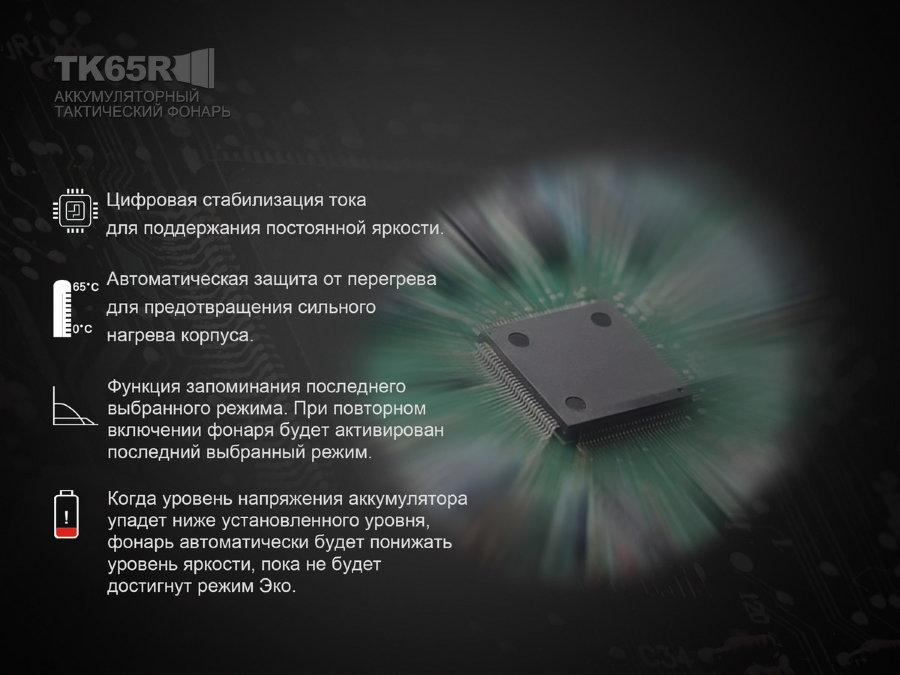 TK65R
АККУМУЛЯТОРНЫЙ
ТАКТИЧЕСКИЙ ФОНАРЬ
Цифровая стабилизация тока
для поддержания постоянной яркости.
65°C
0°C
Автоматическая защита от перегрева
для предотвращения сильного
нагрева корпуса.
Функция запоминания последнего
выбранного режима. При повторном
включении фонаря будет активирован
последний выбранный режим.
!
Когда уровень напряжения аккумулятора
упадет ниже установленного уровня,
фонарь автоматически будет понижать
уровень яркости, пока не будет
достигнут режим Эко.
C34